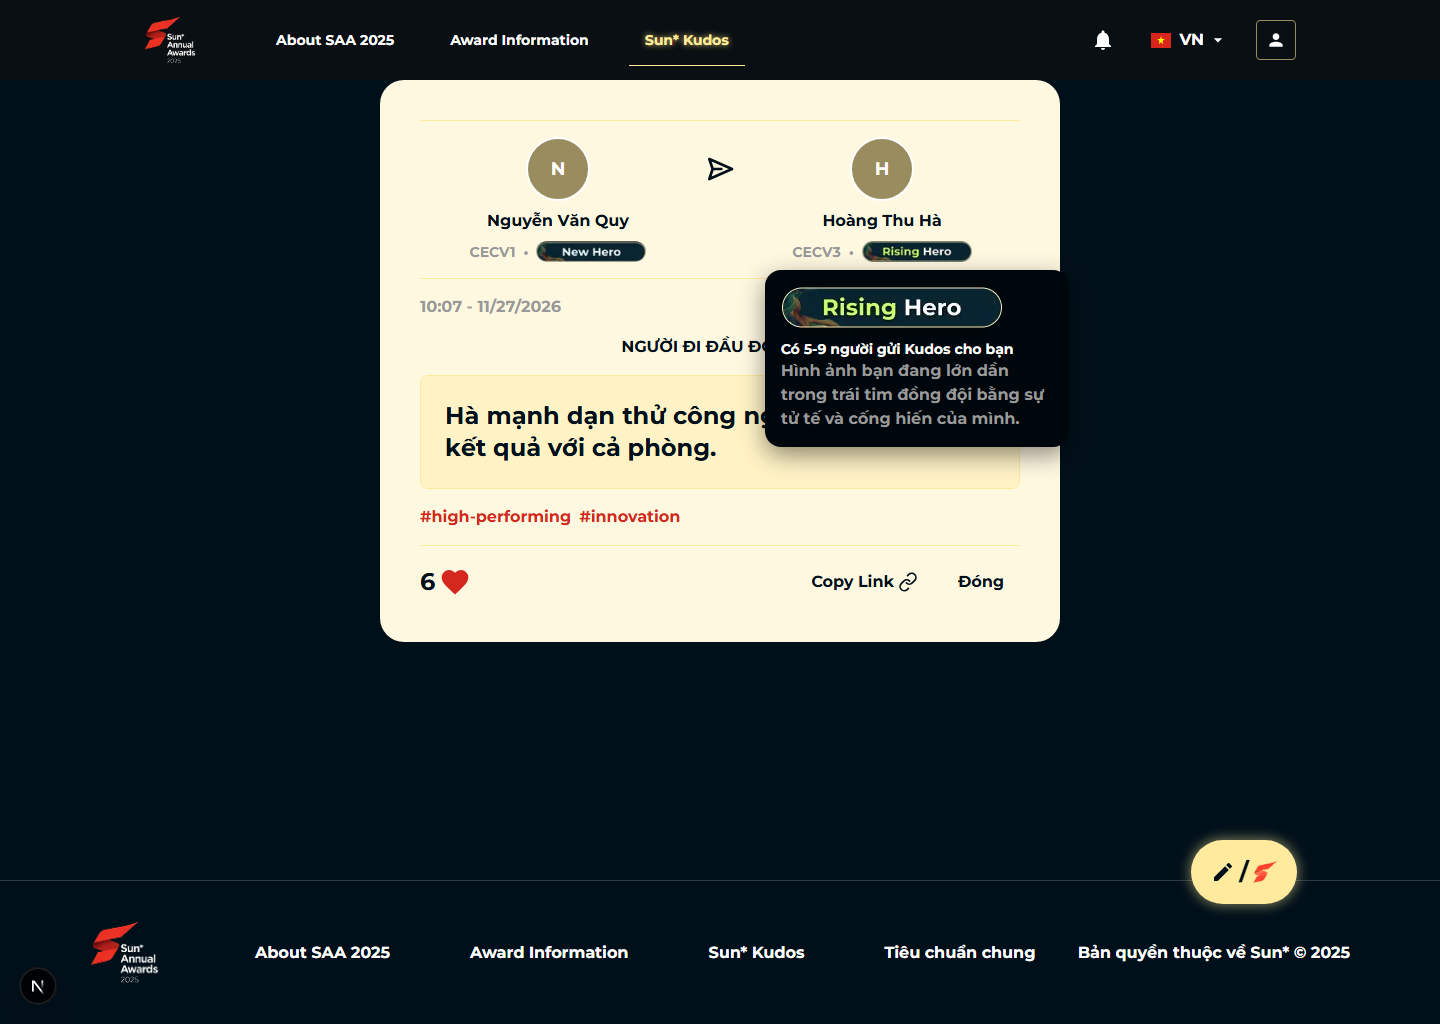 Sun*
Annual
Awards
2025
About SAA 2025
Award Information
Sun* Kudos
VN
N
H
Nguyễn Văn Quy
Hoàng Thu Hà
CECV1 • New Hero
CECV3 • Rising Hero
10:07 - 11/27/2026
Rising Hero
NGƯỜI ĐI ĐẦU
Có 5-9 người gửi Kudos cho bạn
Hình ảnh bạn đang lớn dần
trong trái tim đồng đội bằng sự
tử tế và cống hiến của mình.
Hà mạnh dạn thử công
kết quả với cả phòng.
#high-performing #innovation
6
Copy Link
Đóng
/
Sun*
Annual
Awards
2025
About SAA 2025
Award Information
Sun* Kudos
Tiêu chuẩn chung
Bản quyền thuộc về Sun* © 2025
N